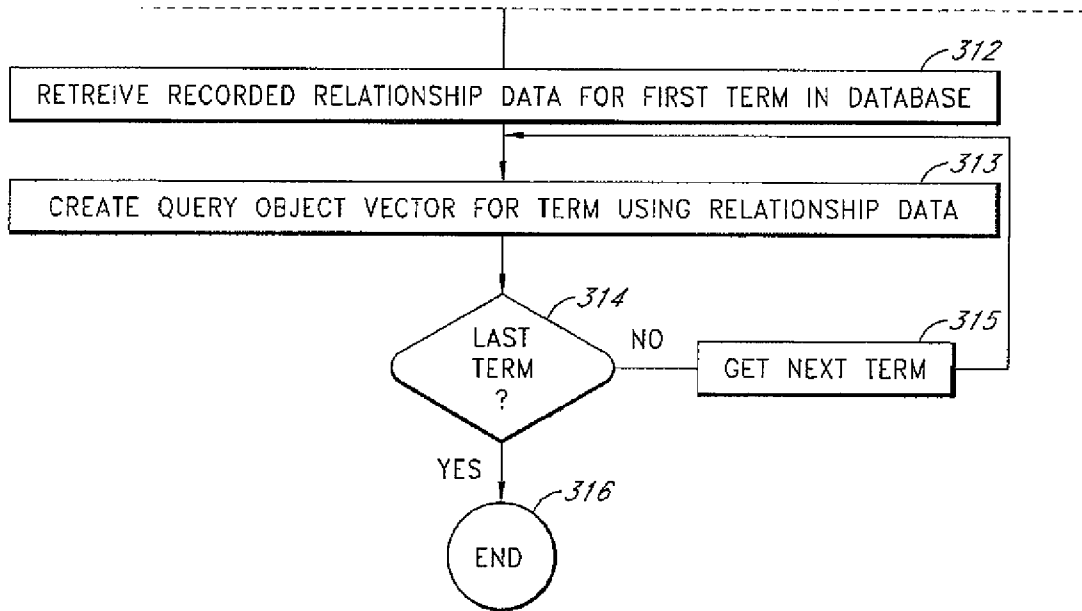 312
RETREIVE RECORDED RELATIONSHIP DATA FOR FIRST TERM IN DATABASE
313
CREATE QUERY OBJECT VECTOR FOR TERM USING RELATIONSHIP DATA
314
LAST
TERM
?
NO
315
GET NEXT TERM
YES
316
END